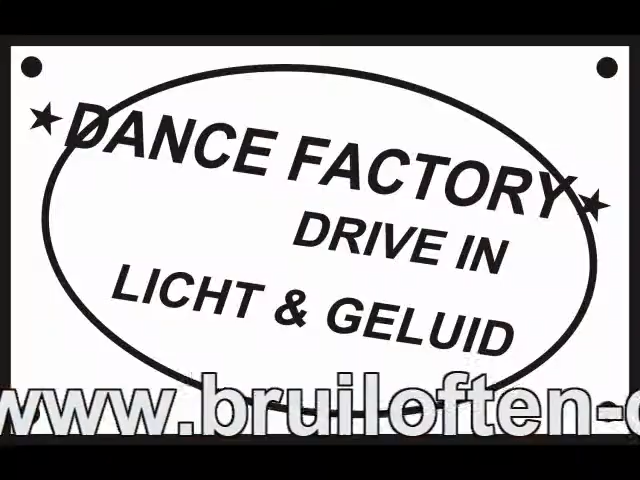 ★DANCE FACTORY★
DRIVE IN
LICHT & GELUID
www.bruiloften-